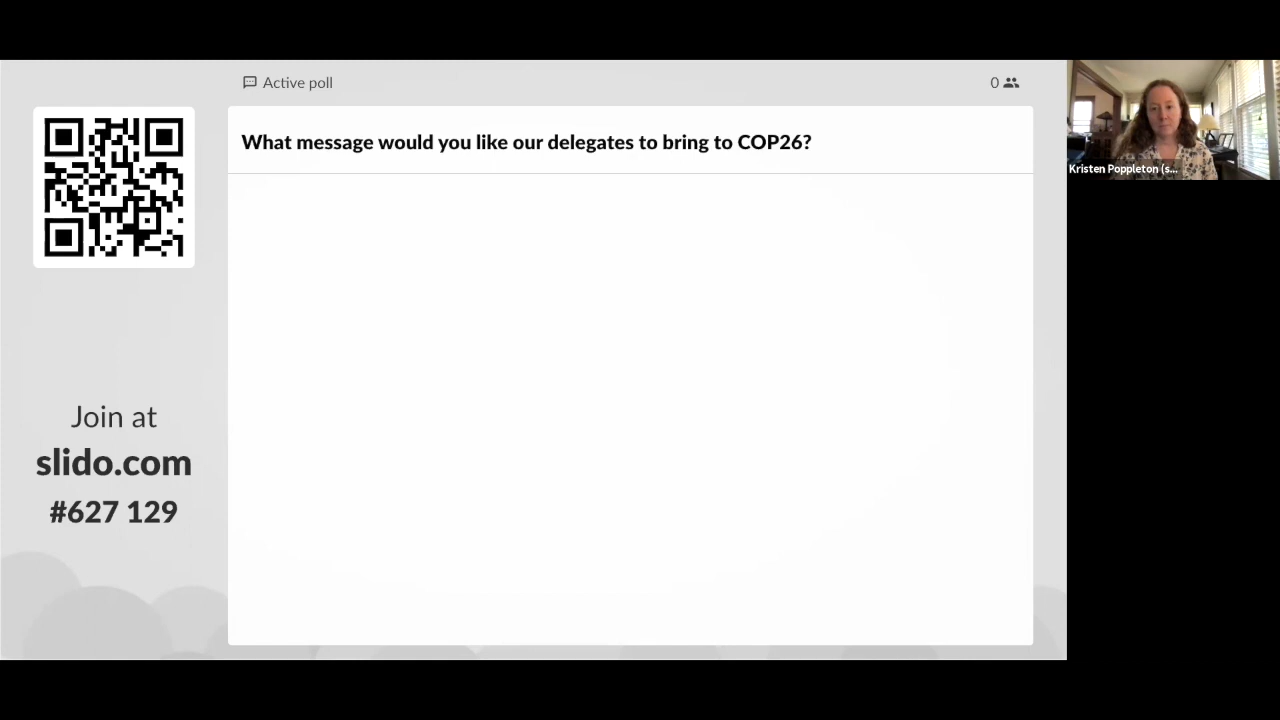 Active poll
0
What message would you like our delegates to bring to COP26?
Join at
slido.com
#627 129
Kristen Poppleton (s...